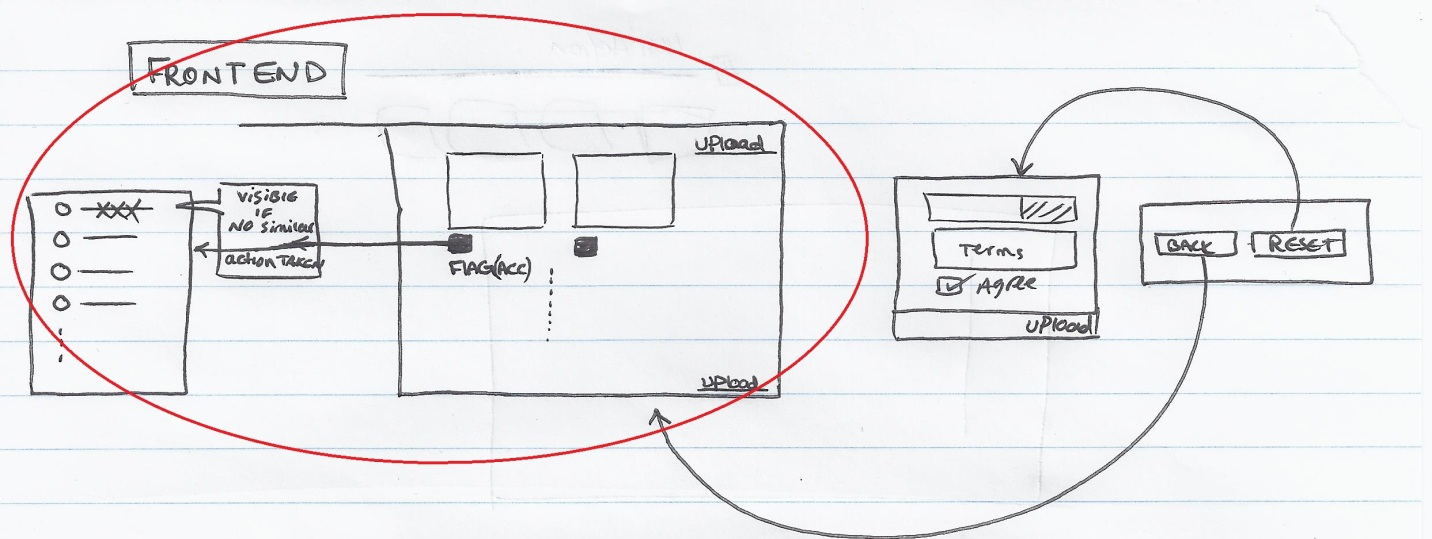 FRONTEND
VISIBLE
IF
NO Similar
action TAKEN
XXX
FlAG(ACC)
UPload
UPload
Terms
Agree
UPload
BACK
RESET